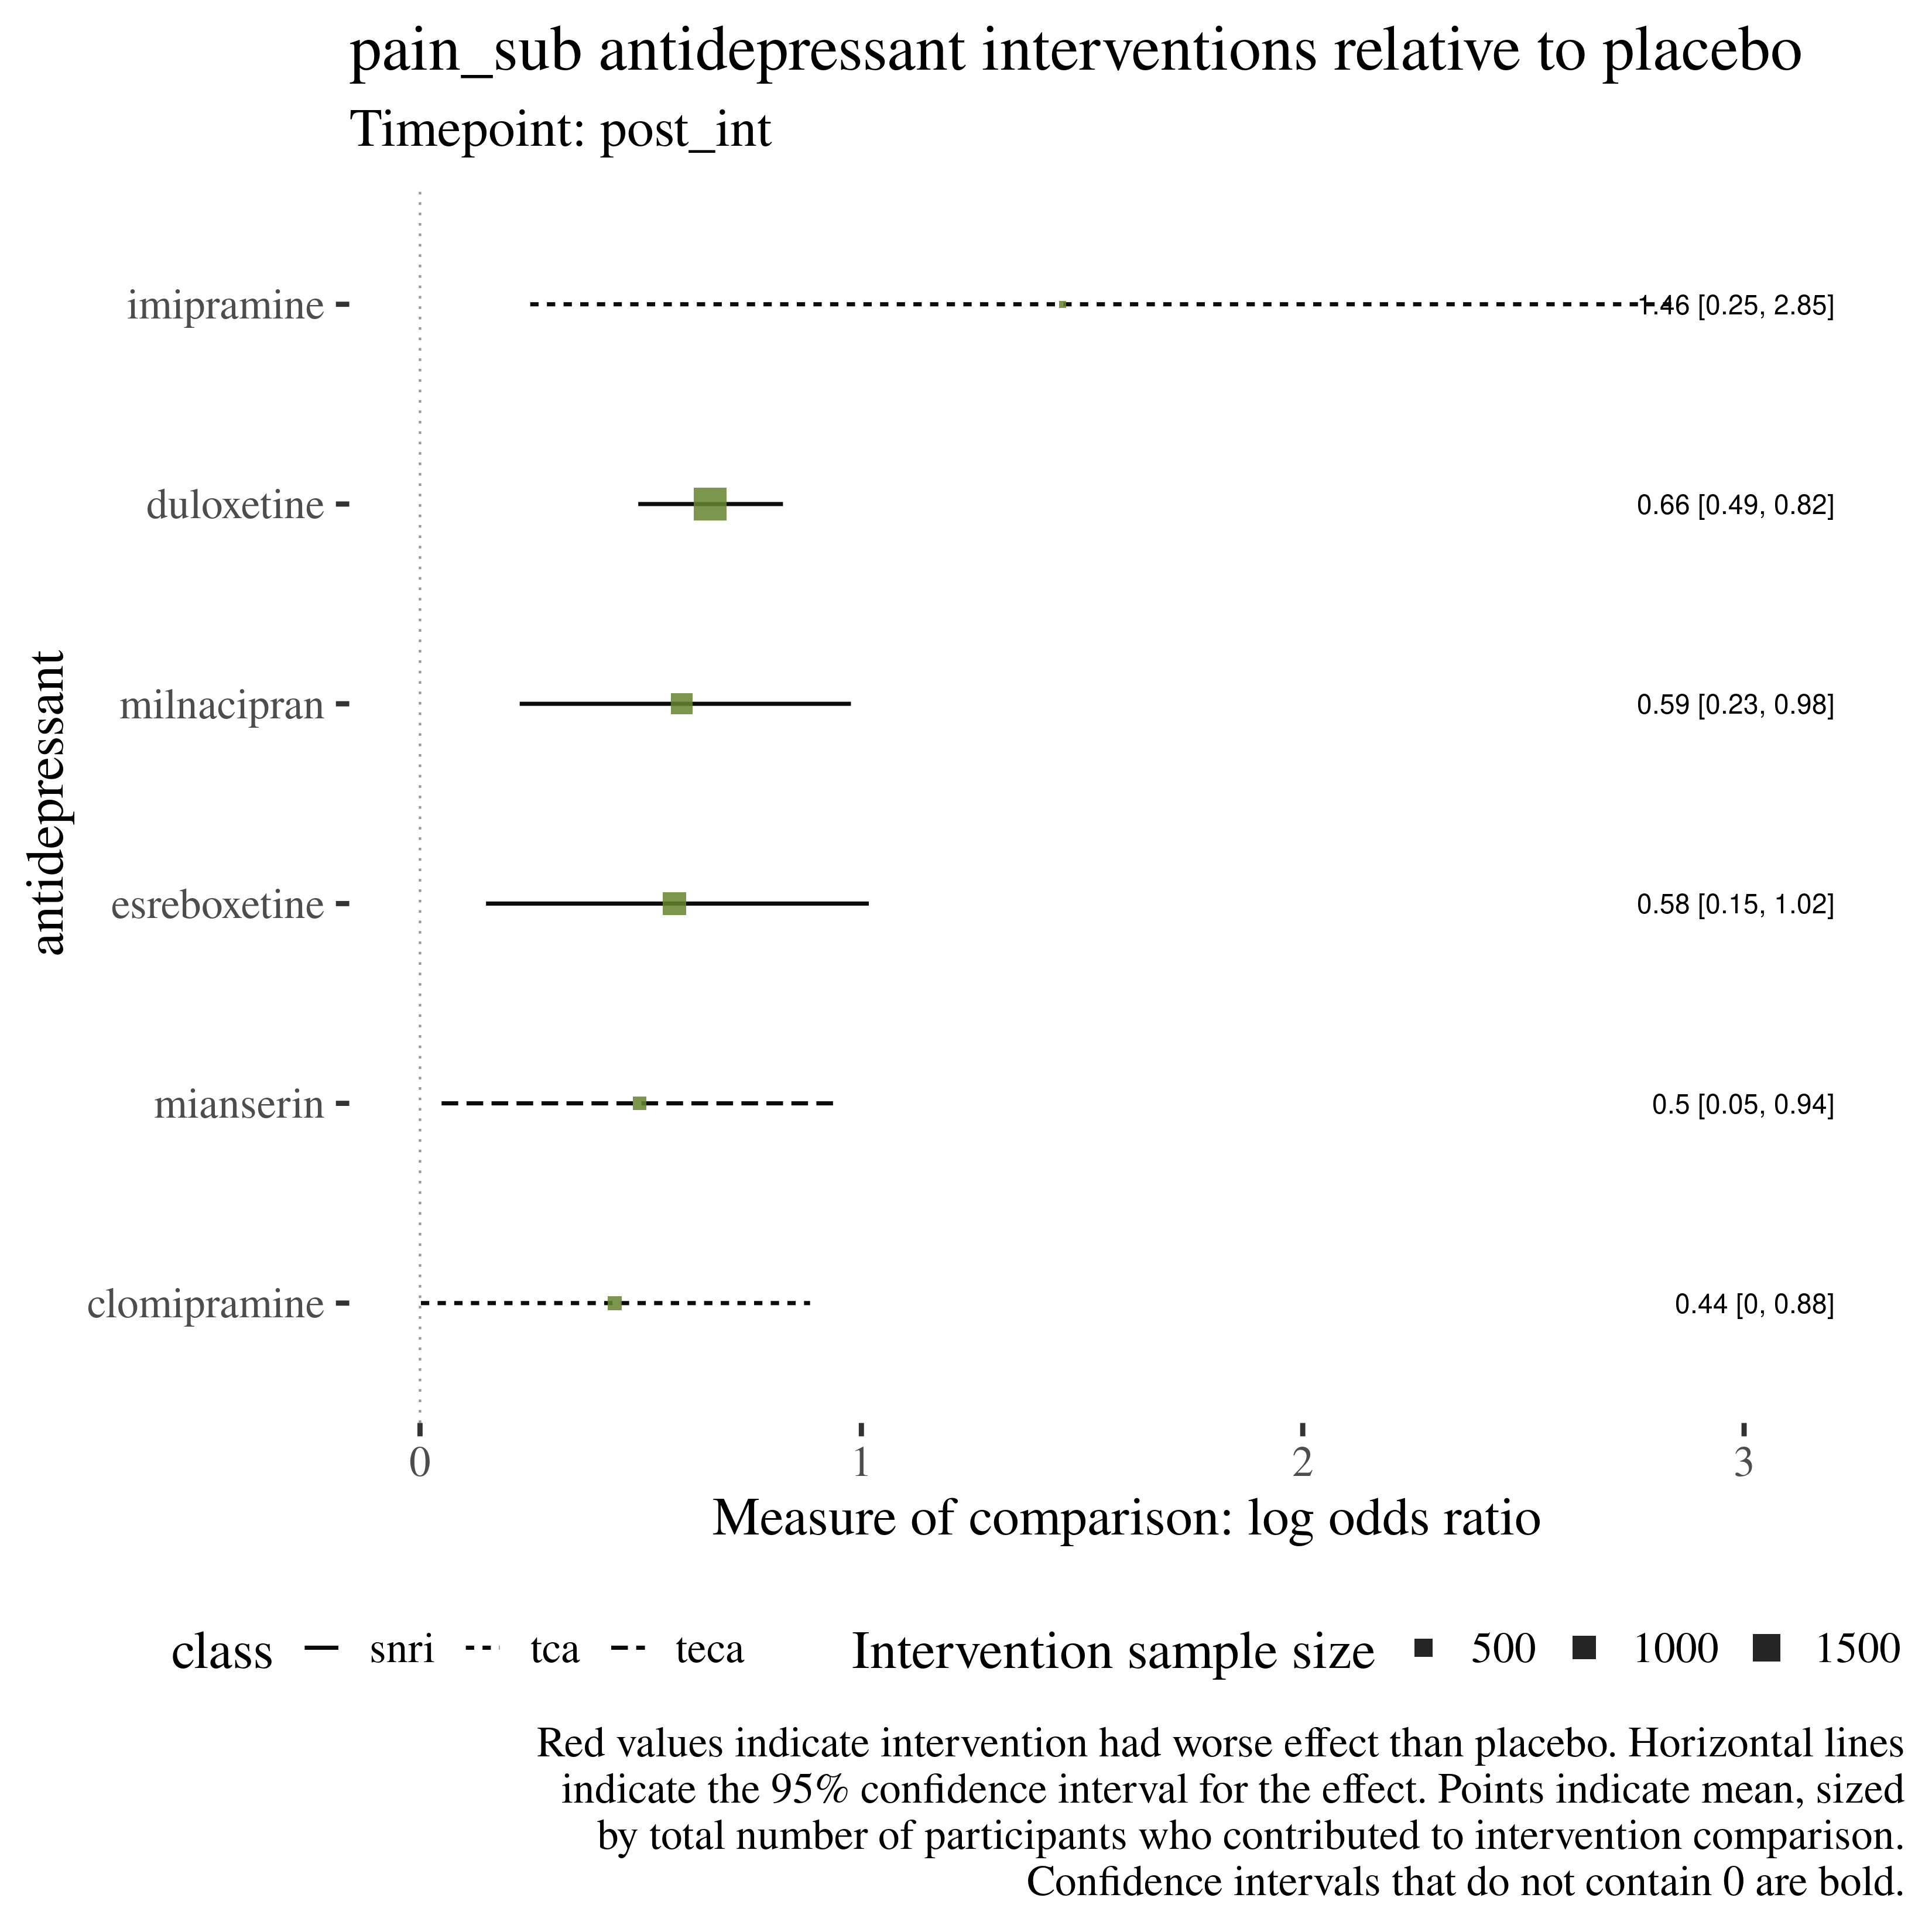 pain_sub antidepressant interventions relative to placebo
Timepoint: post_int
antidepressant
imipramine 1.46 [0.25, 2.85]
duloxetine 0.66 [0.49, 0.82]
milnacipran 0.59 [0.23, 0.98]
esreboxetine 0.58 [0.15, 1.02]
mianserin 0.5 [0.05, 0.94]
clomipramine 0.44 [0, 0.88]
0 1 2 3
Measure of comparison: log odds ratio
class snri tca teca Intervention sample size 500 1000 1500
Red values indicate intervention had worse effect than placebo. Horizontal lines
indicate the 95% confidence interval for the effect. Points indicate mean, sized
by total number of participants who contributed to intervention comparison.
Confidence intervals that do not contain 0 are bold.